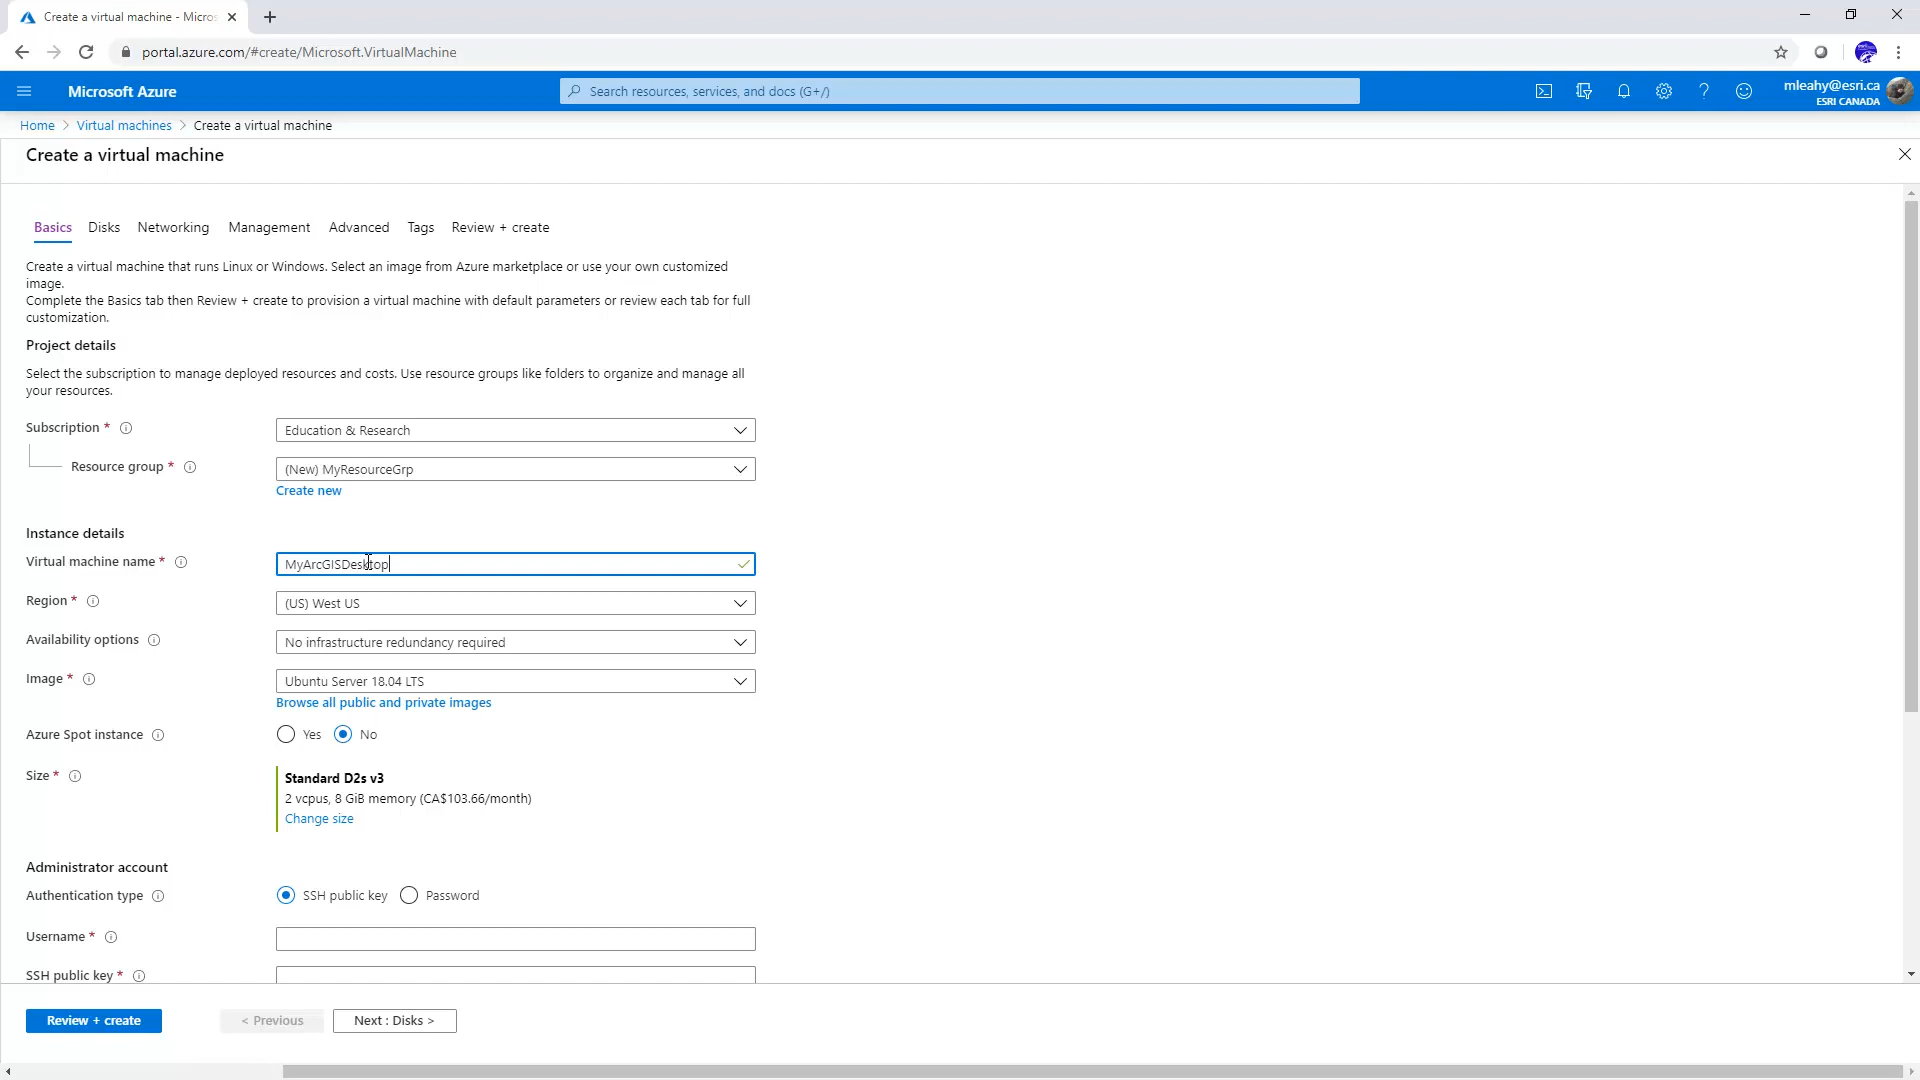 Create a virtual machine - Micros
portal.azure.com/#create/Microsoft.VirtualMachine
Microsoft Azure
Search resources, services, and docs (G+/)
mleahy@esri.ca
ESRI CANADA
Home > Virtual machines > Create a virtual machine
Create a virtual machine
Basics Disks Networking Management Advanced Tags Review + create
Create a virtual machine that runs Linux or Windows. Select an image from Azure marketplace or use your own customized
image.
Complete the Basics tab then Review + create to provision a virtual machine with default parameters or review each tab for full
customization.
Project details
Select the subscription to manage deployed resources and costs. Use resource groups like folders to organize and manage all
your resources.
Subscription * Education & Research
Resource group * (New) MyResourceGrp
Create new
Instance details
Virtual machine name * MyArcGISDesktop
Region * (US) West US
Availability options No infrastructure redundancy required
Image * Ubuntu Server 18.04 LTS
Browse all public and private images
Azure Spot instance Yes No
Size * Standard D2s v3
2 vcpus, 8 GiB memory (CA$103.66/month)
Change size
Administrator account
Authentication type SSH public key Password
Username *
SSH public key *
Review + create < Previous Next : Disks >